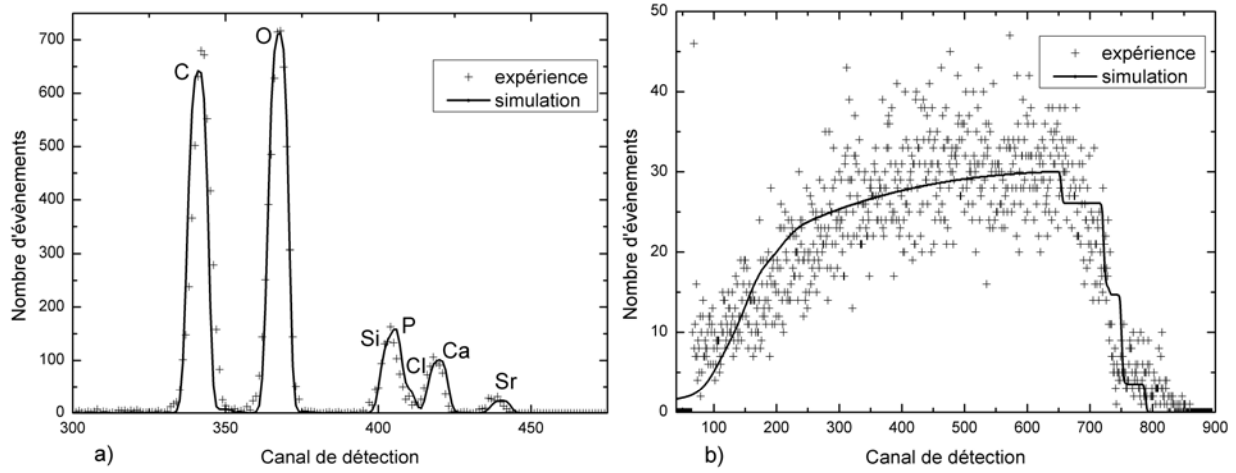 700
600
500
400
300
200
100
0
Nombre d'évènements
C
O
Si
P
Cl
Ca
Sr
expérience
simulation
300
350
400
450
a)
Canal de détection
50
40
30
20
10
0
Nombre d'évènements
expérience
simulation
100
200
300
400
500
600
700
800
900
b)
Canal de détection